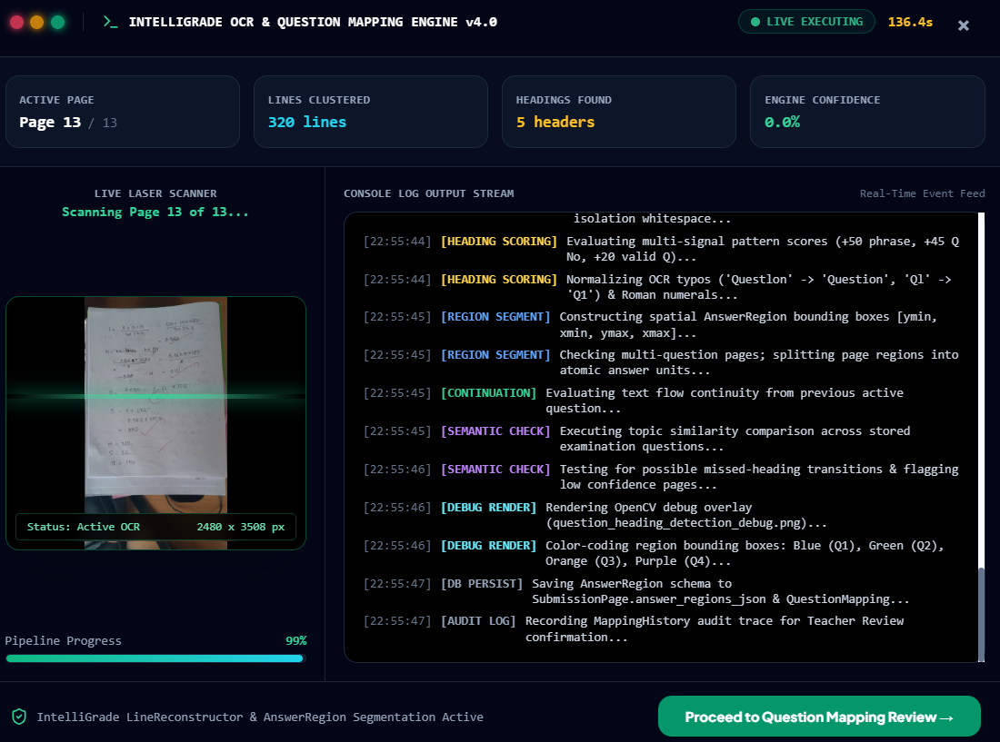 INTELLIGRADE OCR & QUESTION MAPPING ENGINE v4.0
LIVE EXECUTING
136.4s
ACTIVE PAGE
Page 13 / 13
LINES CLUSTERED
320 lines
HEADINGS FOUND
5 headers
ENGINE CONFIDENCE
0.0%
LIVE LASER SCANNER
Scanning Page 13 of 13...
Status: Active OCR
2480 x 3508 px
Pipeline Progress
99%
CONSOLE LOG OUTPUT STREAM
Real-Time Event Feed
isolation whitespace...
[22:55:44] [HEADING SCORING] Evaluating multi-signal pattern scores (+50 phrase, +45 Q
No, +20 valid Q)...
[22:55:44] [HEADING SCORING] Normalizing OCR typos ('Questlon' -> 'Question', 'Ql' ->
'Q1') & Roman numerals...
[22:55:45] [REGION SEGMENT] Constructing spatial AnswerRegion bounding boxes [ymin,
xmin, ymax, xmax]...
[22:55:45] [REGION SEGMENT] Checking multi-question pages; splitting page regions into
atomic answer units...
[22:55:45] [CONTINUATION] Evaluating text flow continuity from previous active
question...
[22:55:45] [SEMANTIC CHECK] Executing topic similarity comparison across stored
examination questions...
[22:55:46] [SEMANTIC CHECK] Testing for possible missed-heading transitions & flagging
low confidence pages...
[22:55:46] [DEBUG RENDER] Rendering OpenCV debug overlay
(question_heading_detection_debug.png)...
[22:55:46] [DEBUG RENDER] Color-coding region bounding boxes: Blue (Q1), Green (Q2),
Orange (Q3), Purple (Q4)...
[22:55:47] [DB PERSIST] Saving AnswerRegion schema to
SubmissionPage.answer_regions_json & QuestionMapping...
[22:55:47] [AUDIT LOG] Recording MappingHistory audit trace for Teacher Review
confirmation...
IntelliGrade LineReconstructor & AnswerRegion Segmentation Active
Proceed to Question Mapping Review →